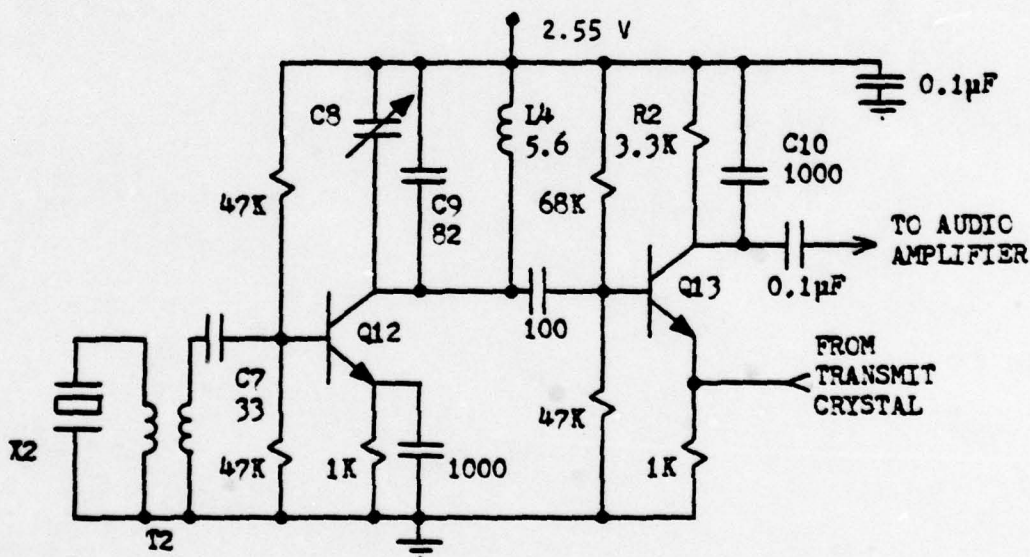 2.55 V
0.1µF
C8
L4
5.6
R2
3.3K
C10
1000
47K
C9
82
68K
TO AUDIO
AMPLIFIER
Q13
0.1µF
Q12
100
C7
33
FROM
TRANSMIT
CRYSTAL
X2
47K
1K
1000
47K
1K
T2